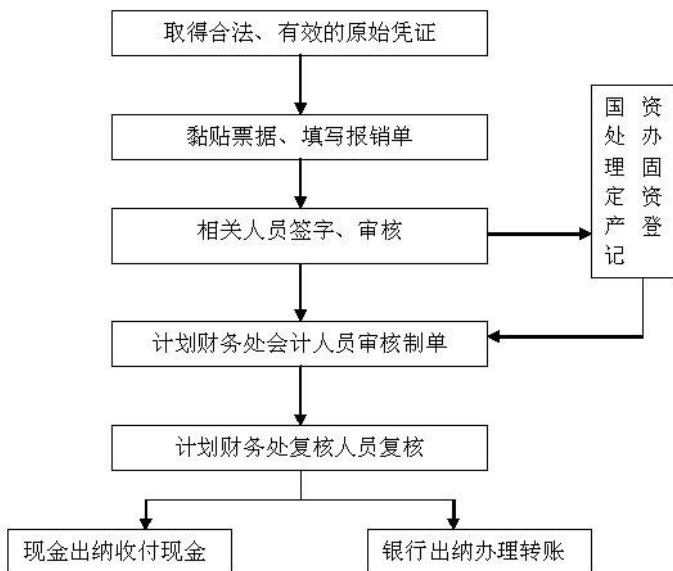 取得合法、有效的原始凭证
黏贴票据、填写报销单
相关人员签字、审核
国资
处办
理固
定资
产登
记
计划财务处会计人员审核制单
计划财务处复核人员复核
现金出纳收付现金
银行出纳办理转账